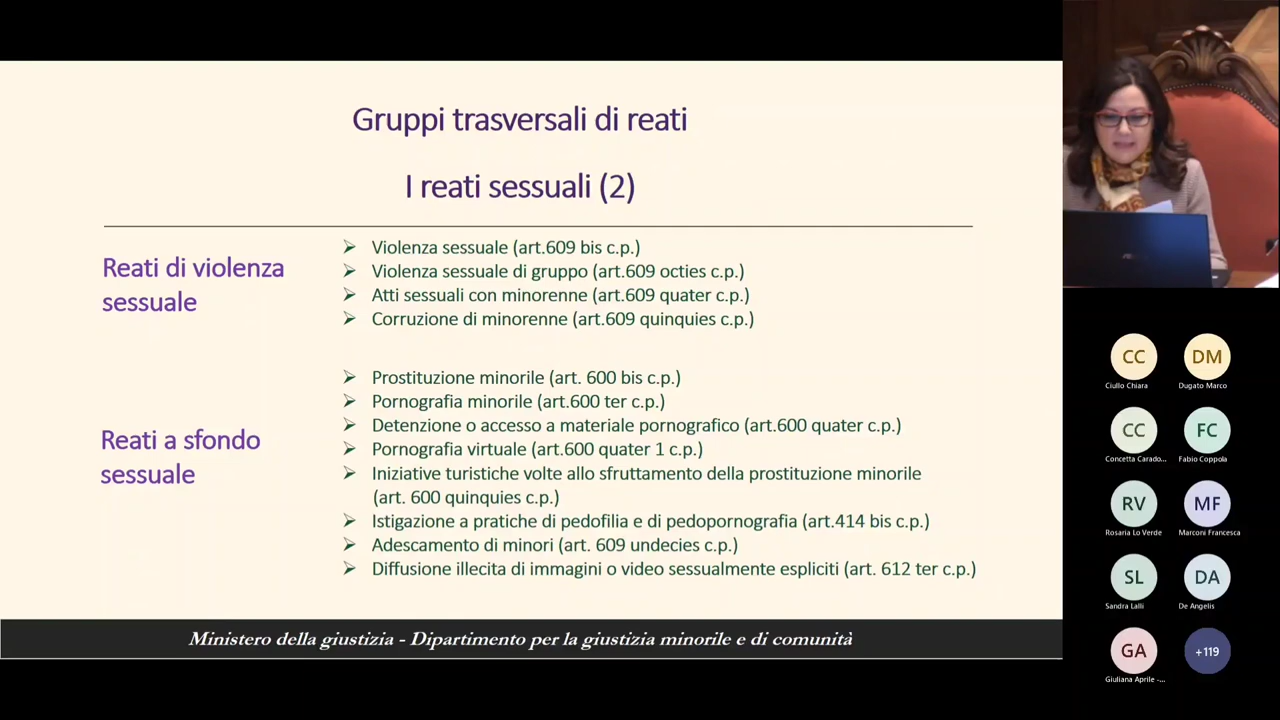 Gruppi trasversali di reati
I reati sessuali (2)
Reati di violenza
sessuale
Violenza sessuale (art.609 bis c.p.)
Violenza sessuale di gruppo (art.609 octies c.p.)
Atti sessuali con minorenne (art.609 quater c.p.)
Corruzione di minorenne (art.609 quinquies c.p.)
Reati a sfondo
sessuale
Prostituzione minorile (art. 600 bis c.p.)
Pornografia minorile (art.600 ter c.p.)
Detenzione o accesso a materiale pornografico (art.600 quater c.p.)
Pornografia virtuale (art.600 quater 1 c.p.)
Iniziative turistiche volte allo sfruttamento della prostituzione minorile
(art. 600 quinquies c.p.)
Istigazione a pratiche di pedofilia e di pedopornografia (art.414 bis c.p.)
Adescamento di minori (art. 609 undecies c.p.)
Diffusione illecita di immagini o video sessualmente espliciti (art. 612 ter c.p.)
Ministero della giustizia - Dipartimento per la giustizia minorile e di comunità
CC DM
Ciullo Chiara Dugato Marco
CC FC
Concetta Carado... Fabio Coppola
RV MF
Rosaria Lo Verde Marconi Francesca
SL DA
Sandra Lalli De Angelis
GA +119
Giuliana Aprile -...